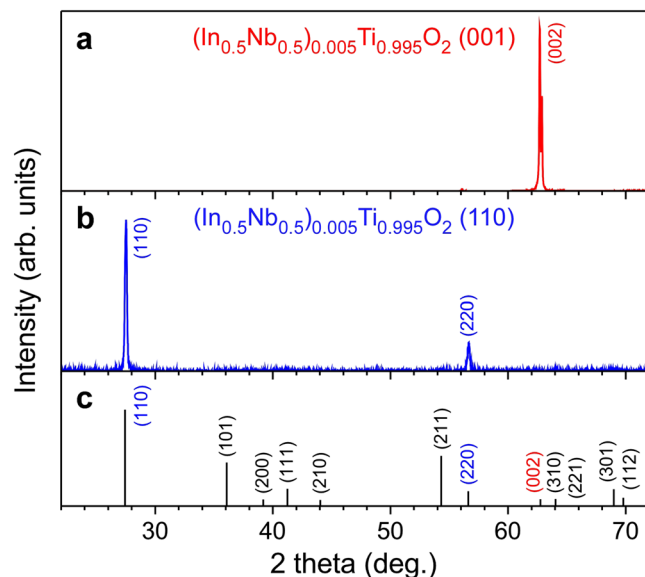 a
(In0.5Nb0.5)0.005Ti0.995O2 (001)
(002)
b
(In0.5Nb0.5)0.005Ti0.995O2 (110)
(110)
(220)
c
(110)
(101)
(200)
(111)
(210)
(211)
(220)
(002)
(310)
(221)
(301)
(112)
Intensity (arb. units)
30 40 50 60 70
2 theta (deg.)